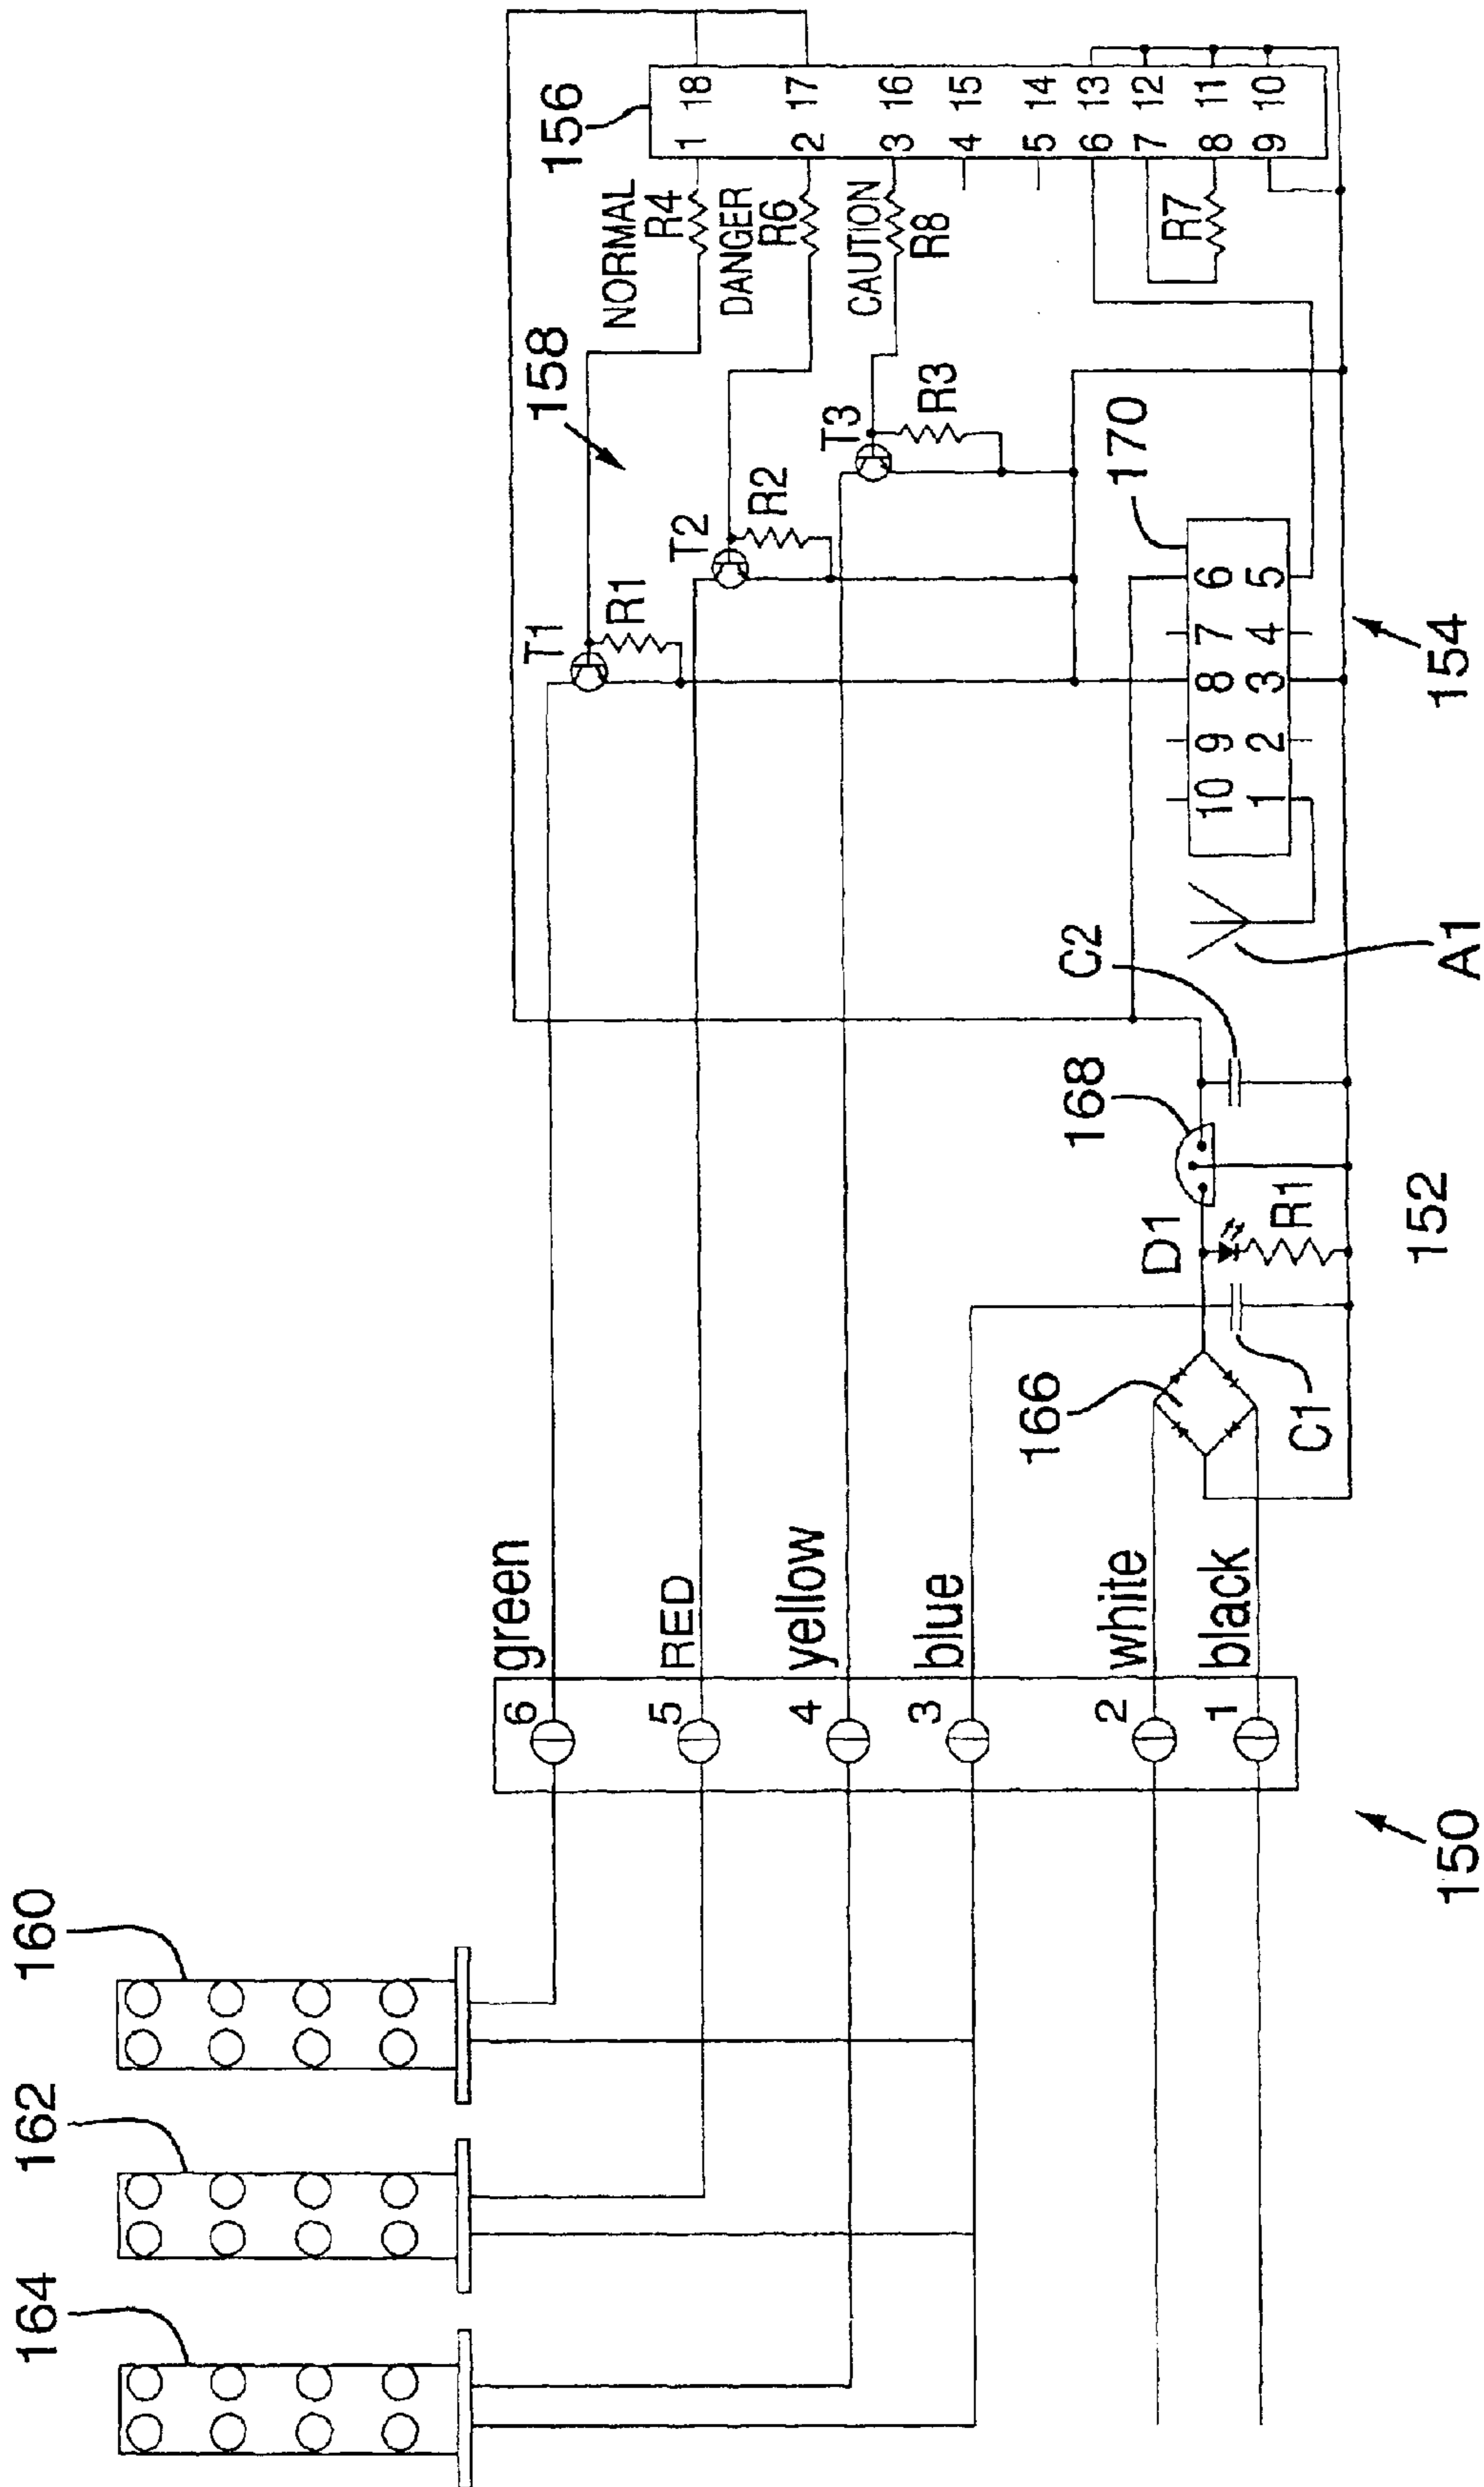 160
162
164
green
RED
yellow
blue
white
black
6
5
4
3
2
1
150
166
C1
D1
R1
152
168
C2
A1
158
T1
R1
T2
R2
T3
R3
170
10 9 8 7 6
1 2 3 4 5
154
NORMAL
R4
DANGER
R6
CAUTION
R8
R7
156
1 18
2 17
3 16
4 15
5 14
6 13
7 12
8 11
9 10